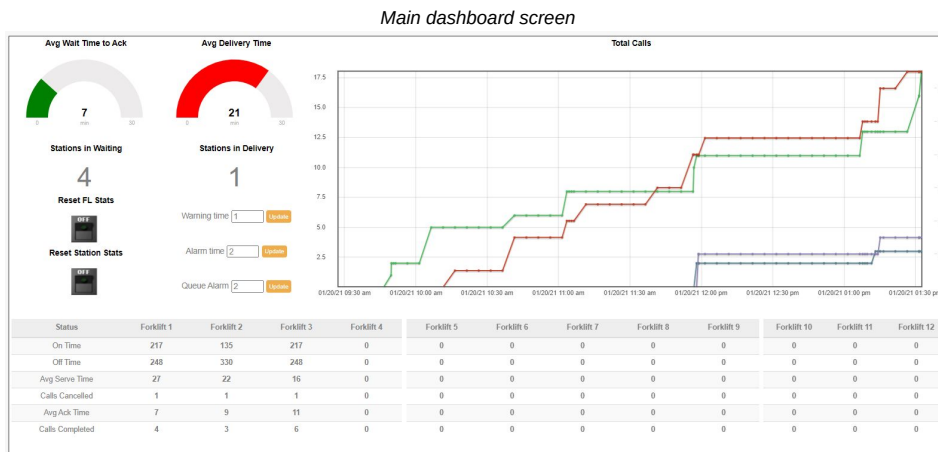 Main dashboard screen
Avg Wait Time to Ack
Avg Delivery Time
Total Calls
7
min
0
30
21
min
0
30
Stations in Waiting
Stations in Delivery
4
1
Reset FL Stats
OFF
Reset Station Stats
OFF
Warning time 1 Update
Alarm time 2 Update
Queue Alarm 2 Update
17.5
15.0
12.5
10.0
7.5
5.0
2.5
01/20/21 09:30 am 01/20/21 10:00 am 01/20/21 10:30 am 01/20/21 11:00 am 01/20/21 11:30 am 01/20/21 12:00 pm 01/20/21 12:30 pm 01/20/21 01:00 pm 01/20/21 01:30 pm
Status Forklift 1 Forklift 2 Forklift 3 Forklift 4 Forklift 5 Forklift 6 Forklift 7 Forklift 8 Forklift 9 Forklift 10 Forklift 11 Forklift 12
On Time 217 135 217 0 0 0 0 0 0 0 0 0
Off Time 248 330 248 0 0 0 0 0 0 0 0 0
Avg Serve Time 27 22 16 0 0 0 0 0 0 0 0 0
Calls Cancelled 1 1 1 0 0 0 0 0 0 0 0 0
Avg Ack Time 7 9 11 0 0 0 0 0 0 0 0 0
Calls Completed 4 3 6 0 0 0 0 0 0 0 0 0